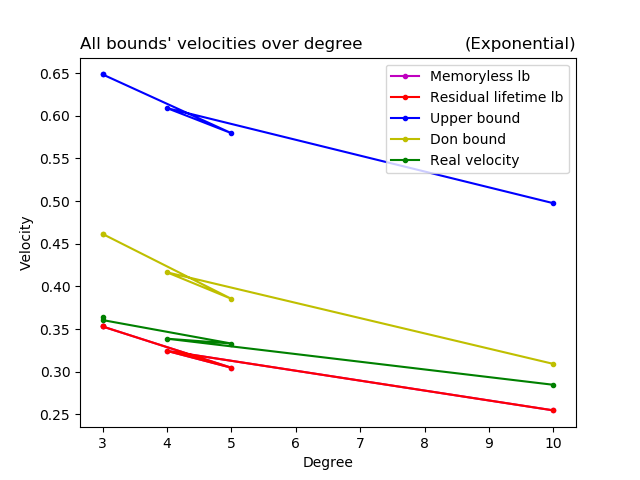 All bounds' velocities over degree (Exponential)
Memoryless lb
Residual lifetime lb
Upper bound
Don bound
Real velocity
Velocity
0.65
0.60
0.55
0.50
0.45
0.40
0.35
0.30
0.25
3 4 5 6 7 8 9 10
Degree